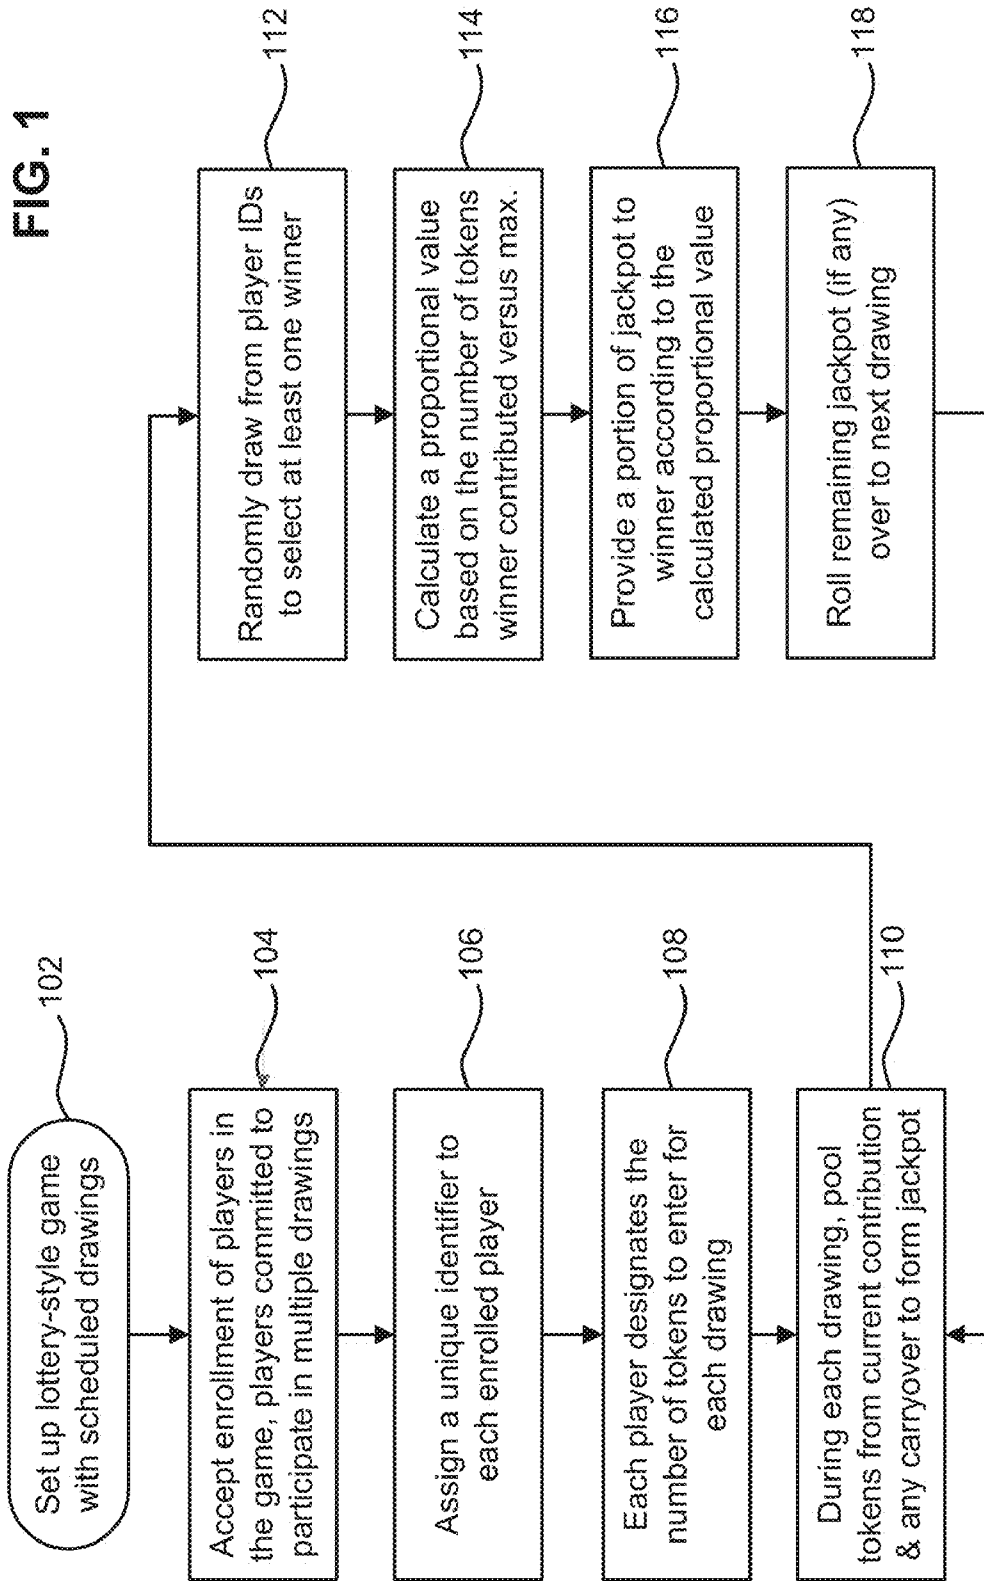 FIG. 1
Set up lottery-style game
with scheduled drawings
102
Accept enrollment of players in
the game, players committed to
participate in multiple drawings
104
Assign a unique identifier to
each enrolled player
106
Each player designates the
number of tokens to enter for
each drawing
108
During each drawing, pool
tokens from current contribution
& any carryover to form jackpot
110
Randomly draw from player IDs
to select at least one winner
112
Calculate a proportional value
based on the number of tokens
winner contributed versus max.
114
Provide a portion of jackpot to
winner according to the
calculated proportional value
116
Roll remaining jackpot (if any)
over to next drawing
118